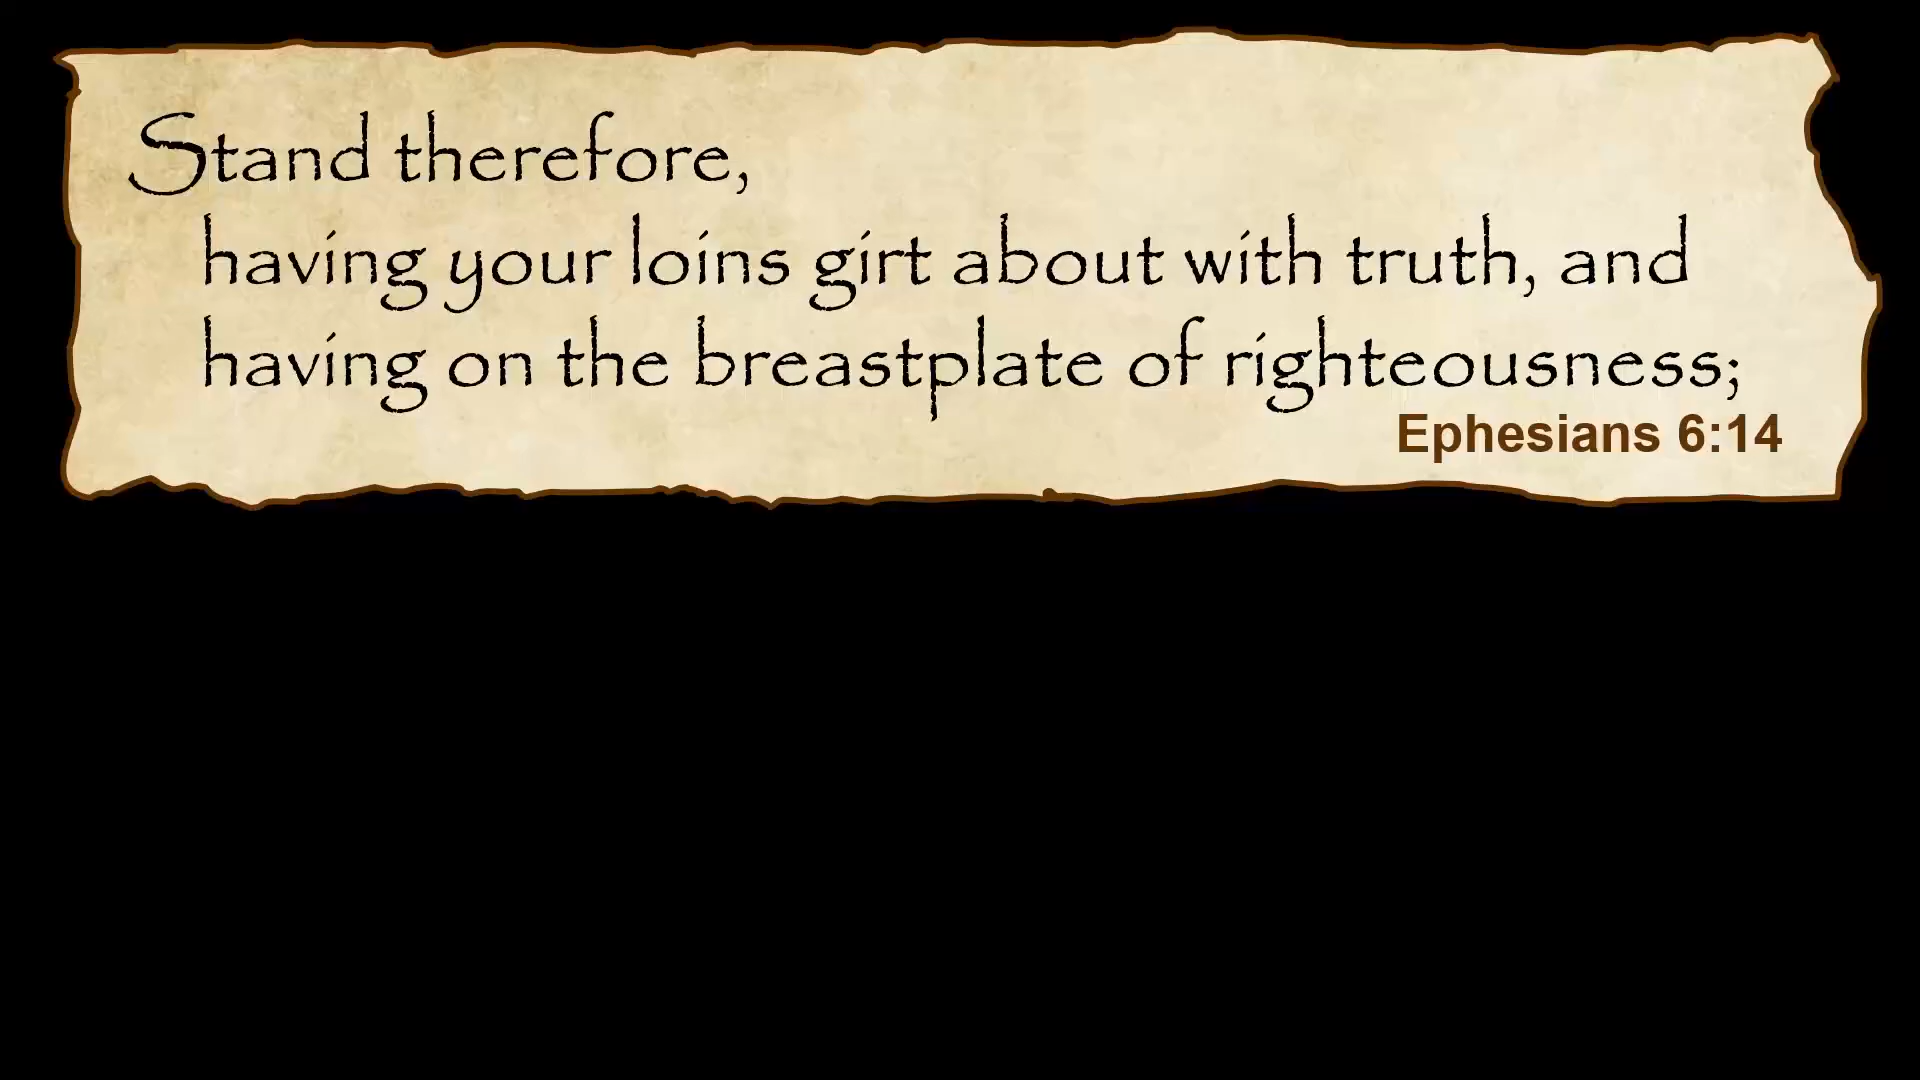 Stand therefore,
having your loins girt about with truth, and
having on the breastplate of righteousness;
Ephesians 6:14